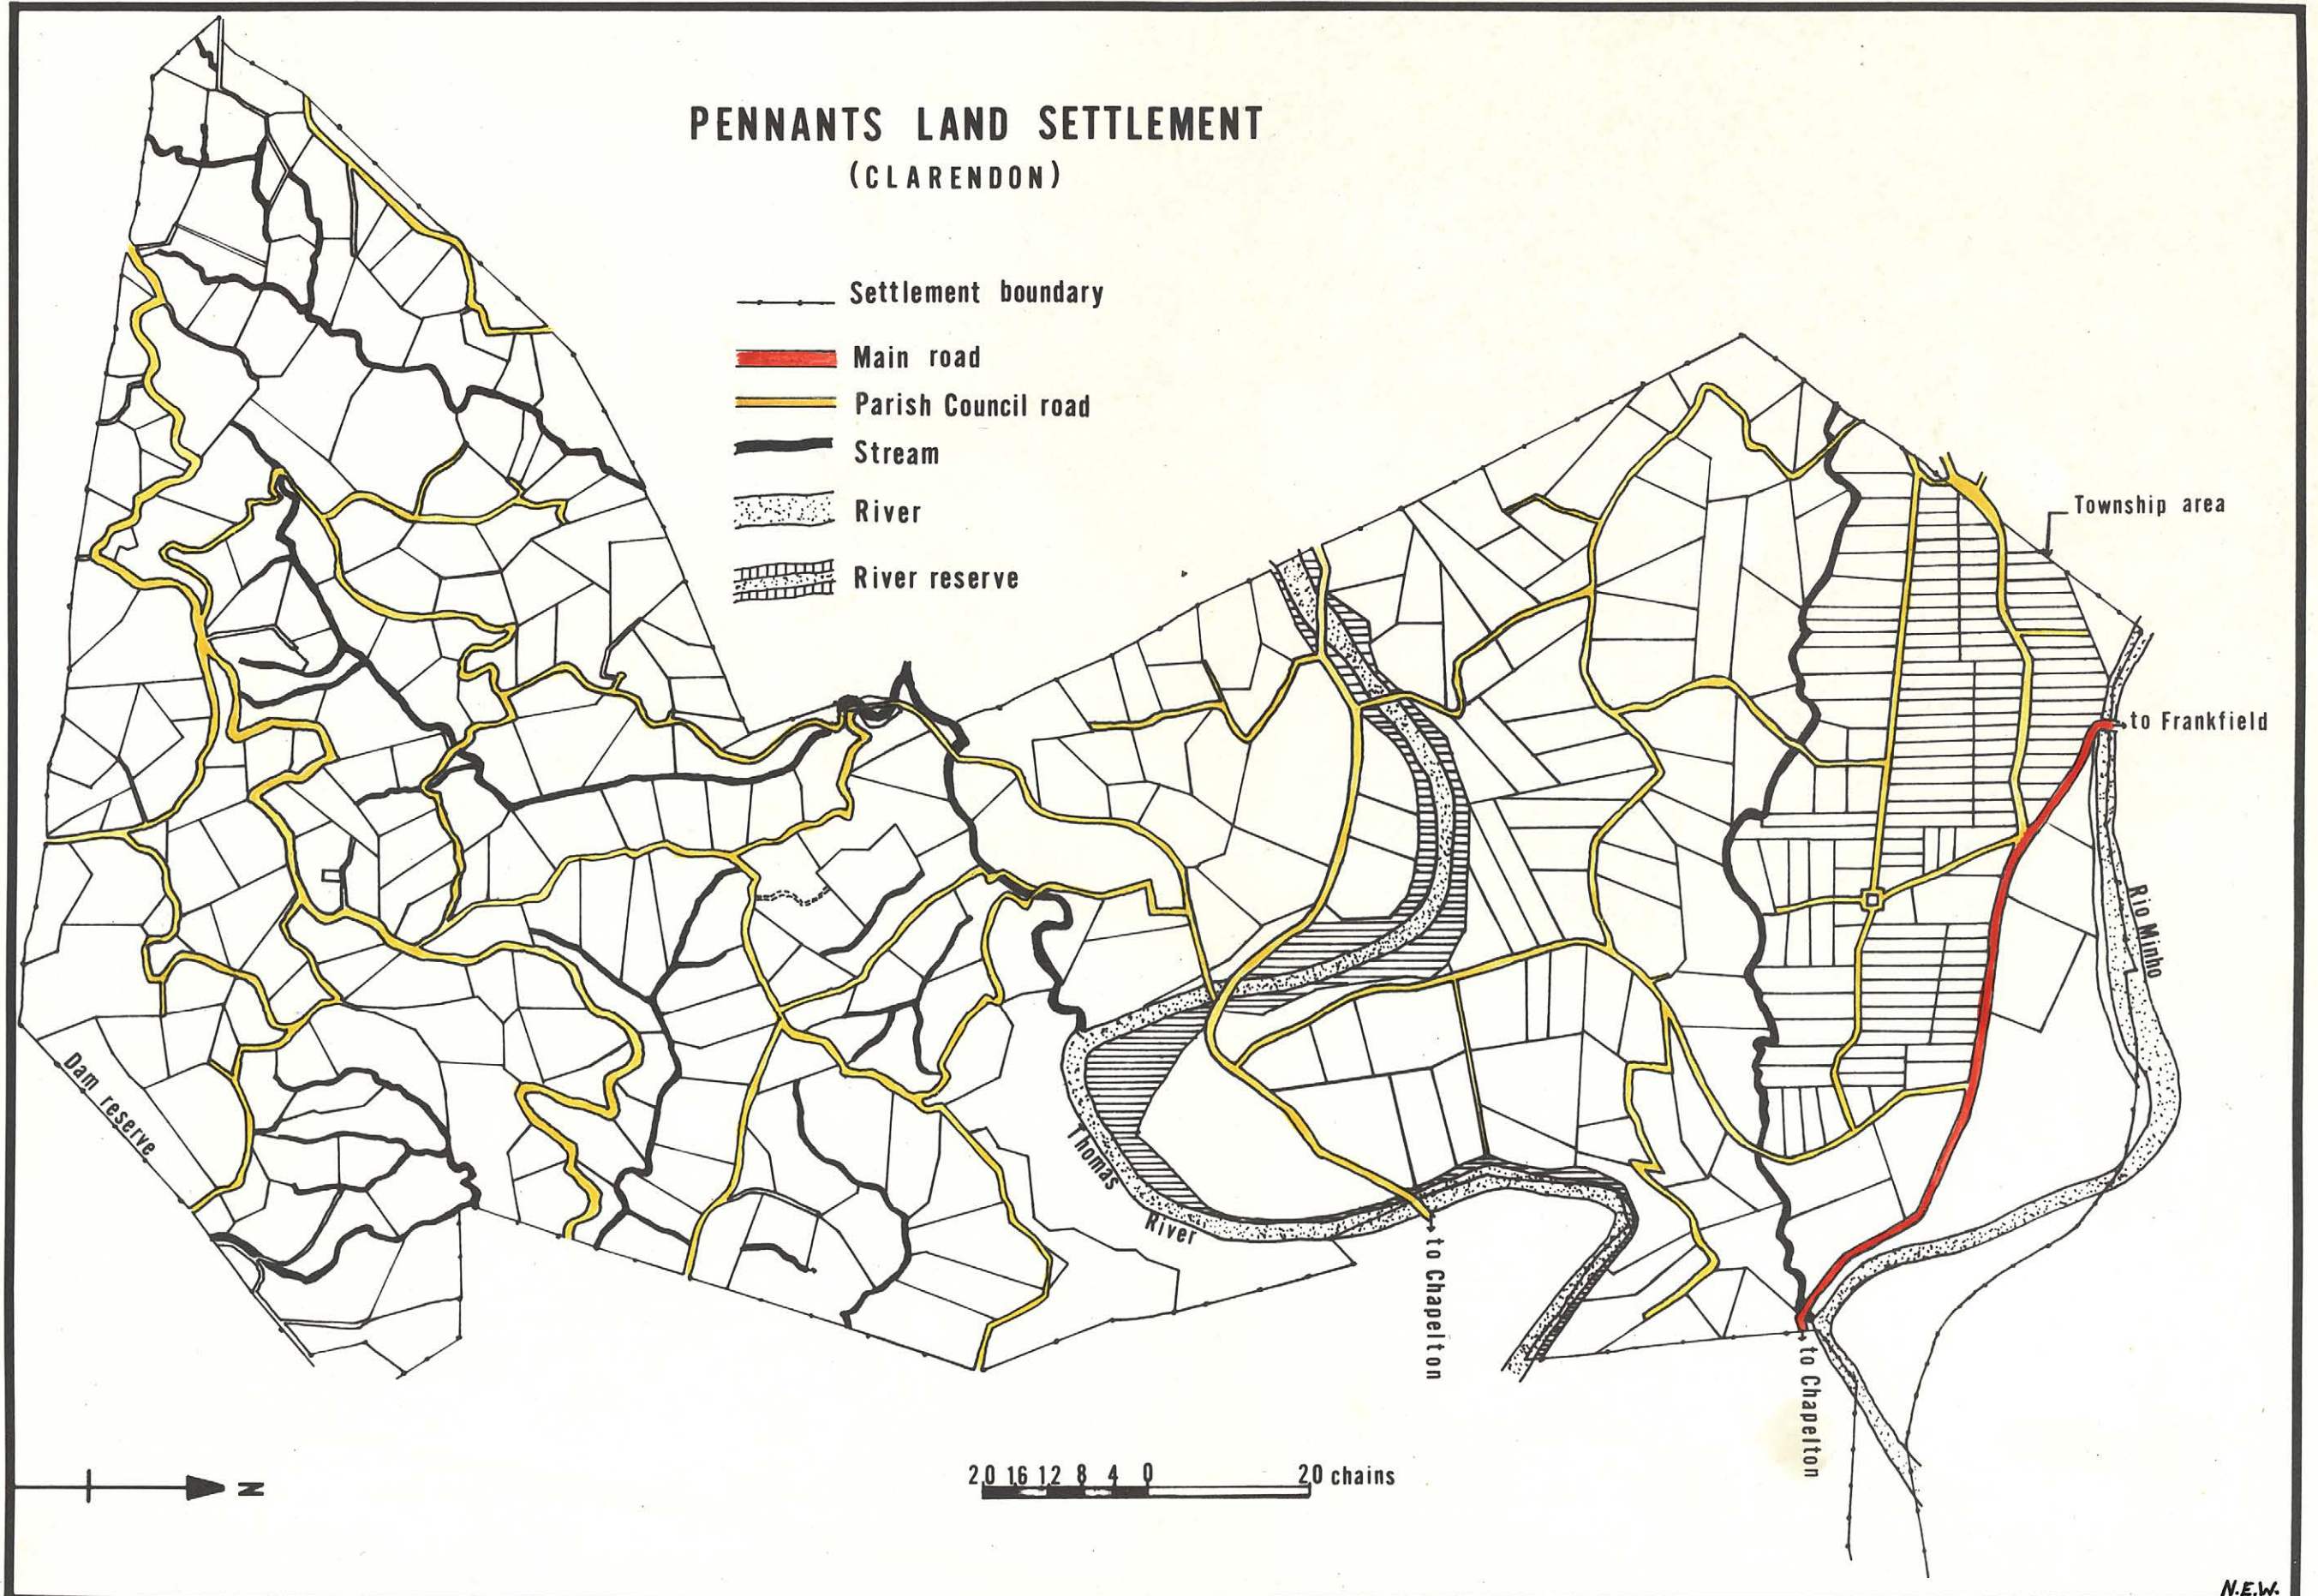 PENNANTS LAND SETTLEMENT
(CLARENDON)
Settlement boundary
Main road
Parish Council road
Stream
River
River reserve
Township area
to Frankfield
Rio Minho
Dam reserve
Thomas River
to Chapelton
to Chapelton
N
20 16 12 8 4 0 20 chains
N.E.W.